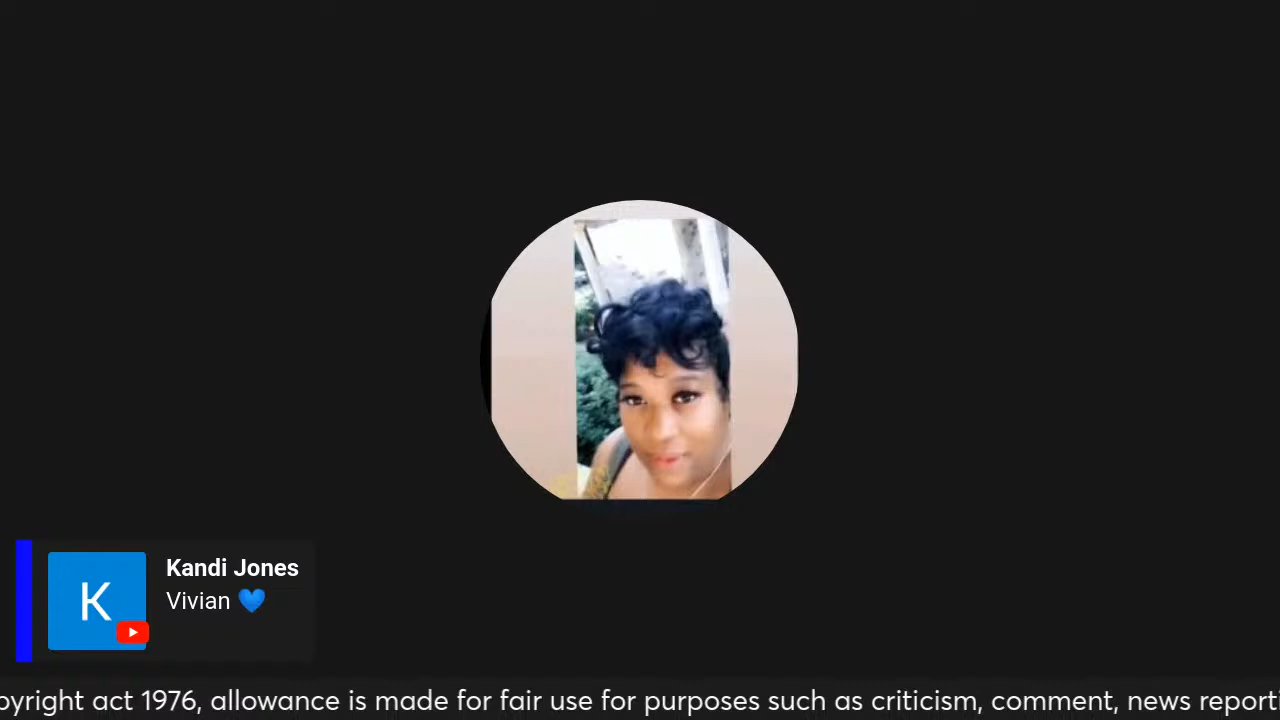 K
Kandi Jones
Vivian 💙
pyright act 1976, allowance is made for fair use for purposes such as criticism, comment, news reporti